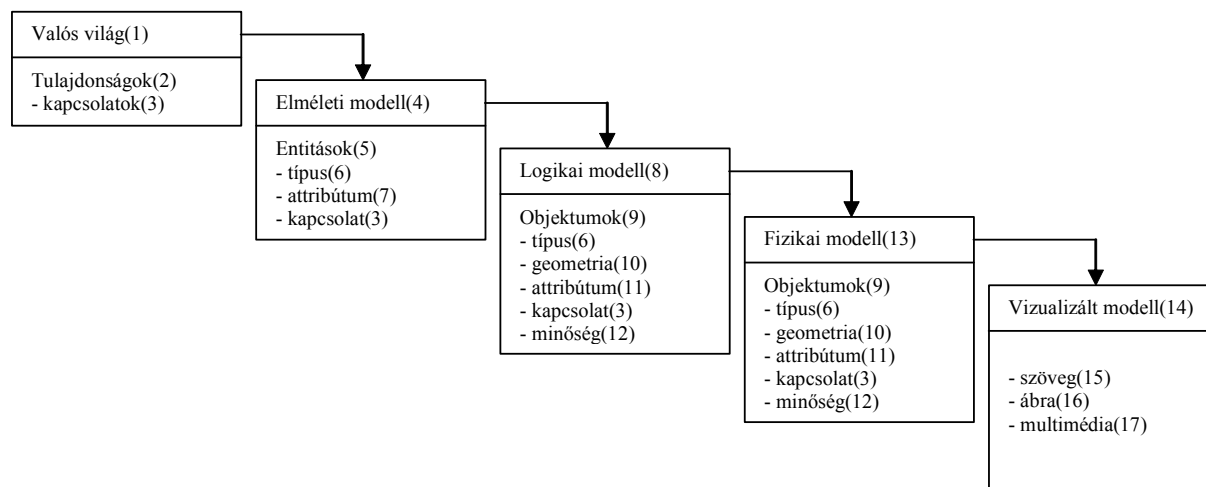 Valós világ(1)
Tulajdonságok(2)
- kapcsolatok(3)
Elméleti modell(4)
Entitások(5)
- típus(6)
- attribútum(7)
- kapcsolat(3)
Logikai modell(8)
Objektumok(9)
- típus(6)
- geometria(10)
- attribútum(11)
- kapcsolat(3)
- minőség(12)
Fizikai modell(13)
Objektumok(9)
- típus(6)
- geometria(10)
- attribútum(11)
- kapcsolat(3)
- minőség(12)
Vizualizált modell(14)
- szöveg(15)
- ábra(16)
- multimédia(17)